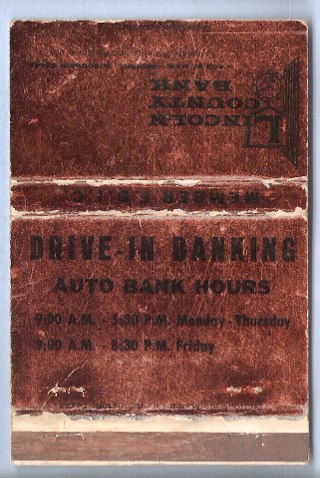 LINCOLN
COUNTY
BANK
MEMBER F.D.I.C.
DRIVE-IN BANKING
AUTO BANK HOURS
9:00 A.M. - 5:30 P.M. Monday - Thursday
9:00 A.M. - 8:30 P.M. Friday